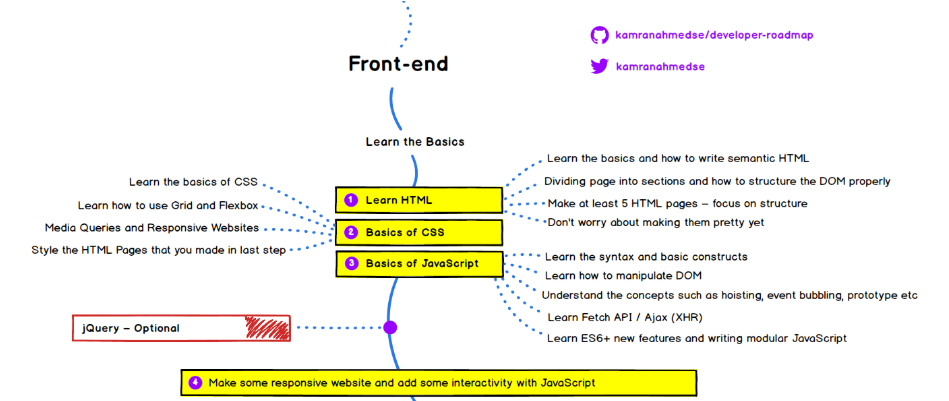 kamranahmedse/developer-roadmap
Front-end
kamranahmedse
Learn the Basics
Learn the basics of CSS
Learn how to use Grid and Flexbox
Media Queries and Responsive Websites
Style the HTML Pages that you made in last step
1 Learn HTML
2 Basics of CSS
3 Basics of JavaScript
Learn the basics and how to write semantic HTML
Dividing page into sections and how to structure the DOM properly
Make at least 5 HTML pages – focus on structure
Don't worry about making them pretty yet
Learn the syntax and basic constructs
Learn how to manipulate DOM
Understand the concepts such as hoisting, event bubbling, prototype etc
Learn Fetch API / Ajax (XHR)
Learn ES6+ new features and writing modular JavaScript
jQuery – Optional
4 Make some responsive website and add some interactivity with JavaScript